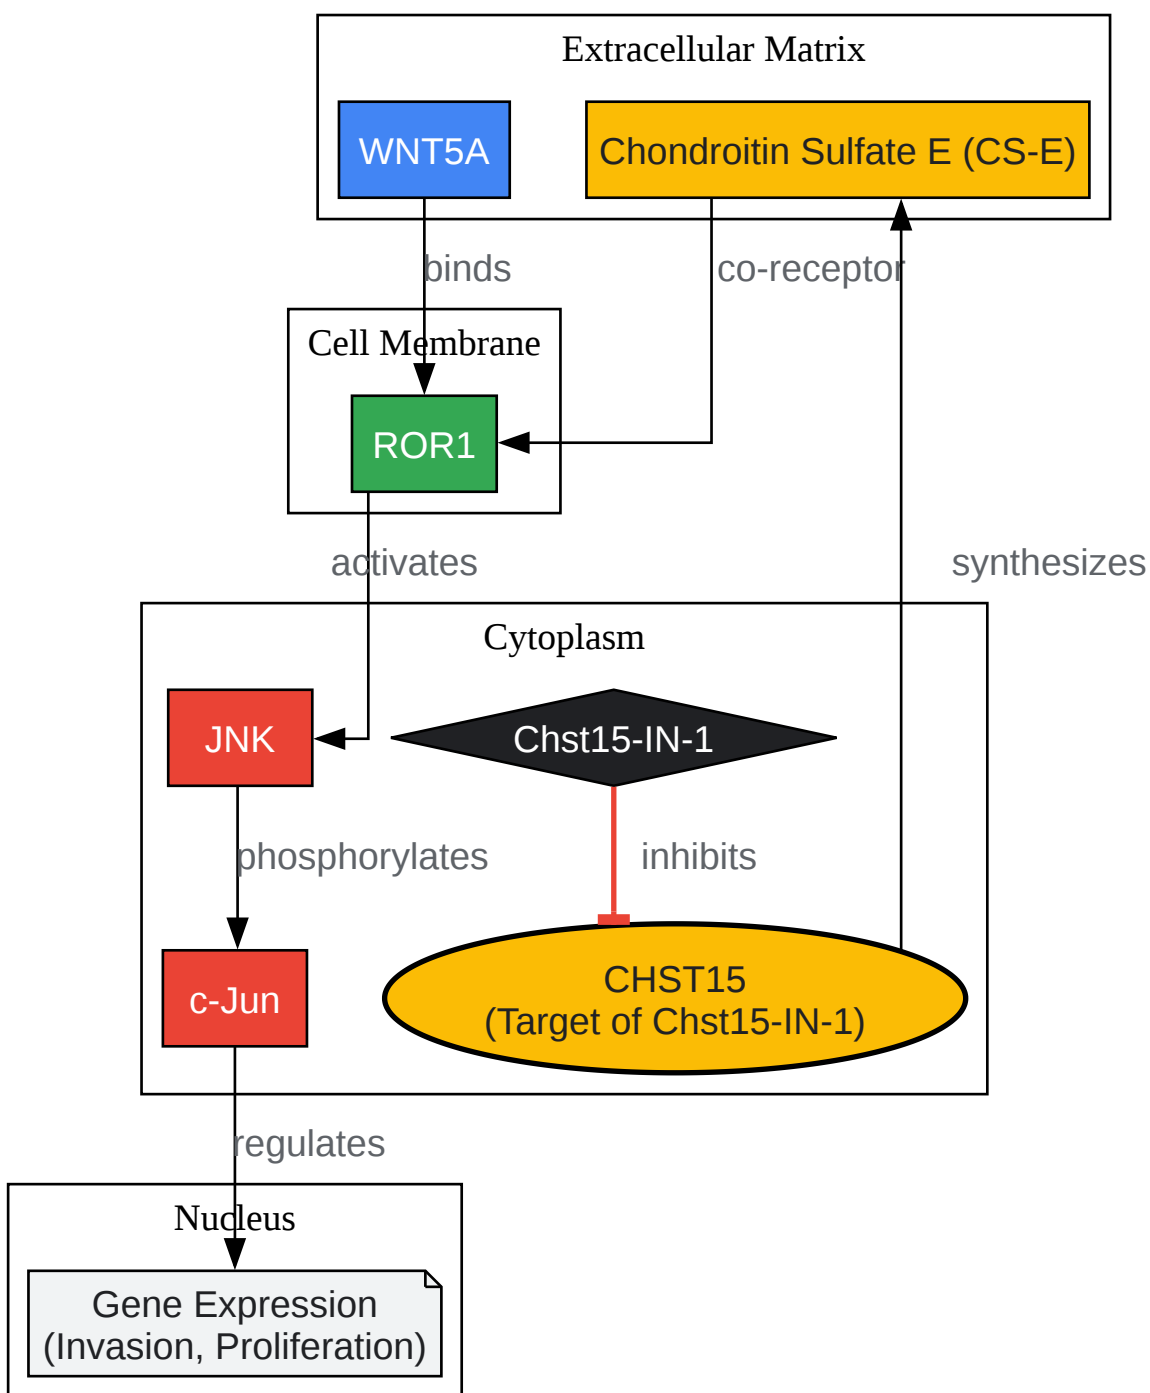 Extracellular Matrix
WNT5A
Chondroitin Sulfate E (CS-E)
binds
co-receptor
Cell Membrane
ROR1
activates
synthesizes
Cytoplasm
JNK
Chst15-IN-1
phosphorylates
inhibits
c-Jun
CHST15
(Target of Chst15-IN-1)
regulates
Nucleus
Gene Expression
(Invasion, Proliferation)